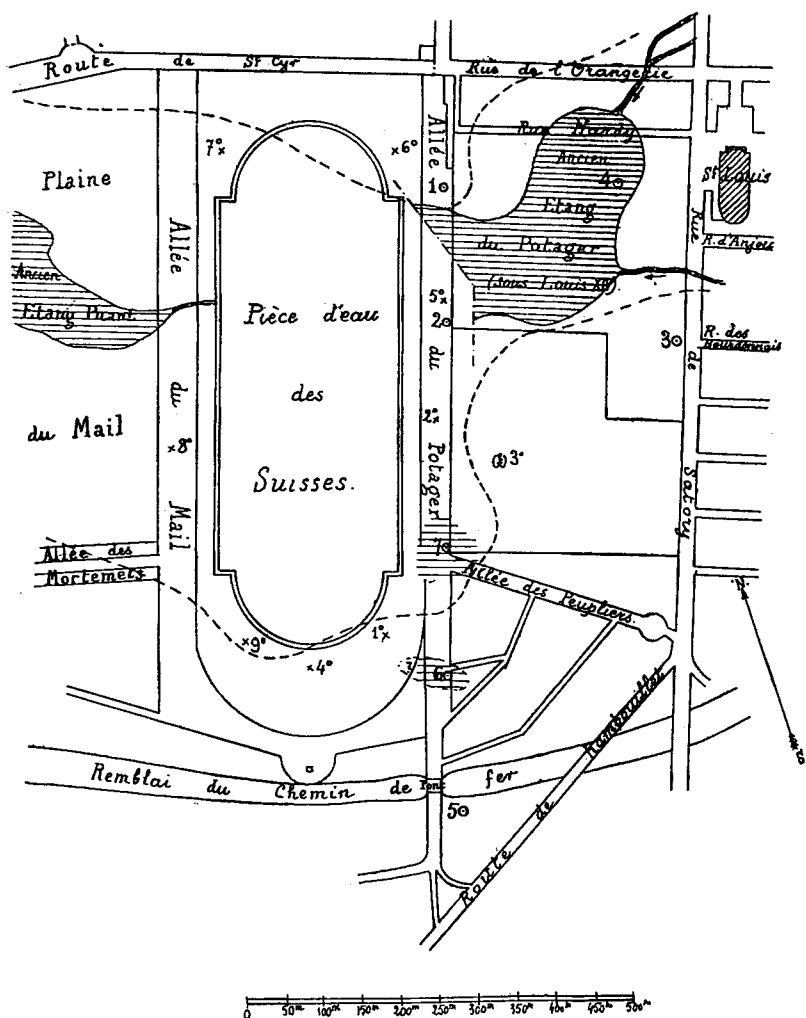 Route de St Cyr
Rue de l'Orangerie
Rue Hardy
Allée
7°
6°
1
Ancien
Etang
du Potager
(sous Louis XIV)
4
St Louis
Rue
R. d'Anjou
Plaine
Allée
Ancien
Etang Puant
Pièce d'eau
des
Suisses.
5°
2
du
3
R. des
Bourdonnais
de
2°
Potager
3°
du Mail
du
8°
Mail
Satory
7
Allée des
Mortemets
Allée des Peupliers.
N.
9°
1°
4°
?
6
Remblai du Chemin de fer
Pont
5
Route de Rambouillet
0 50m 100m 150m 200m 250m 300m 350m 400m 450m 500m